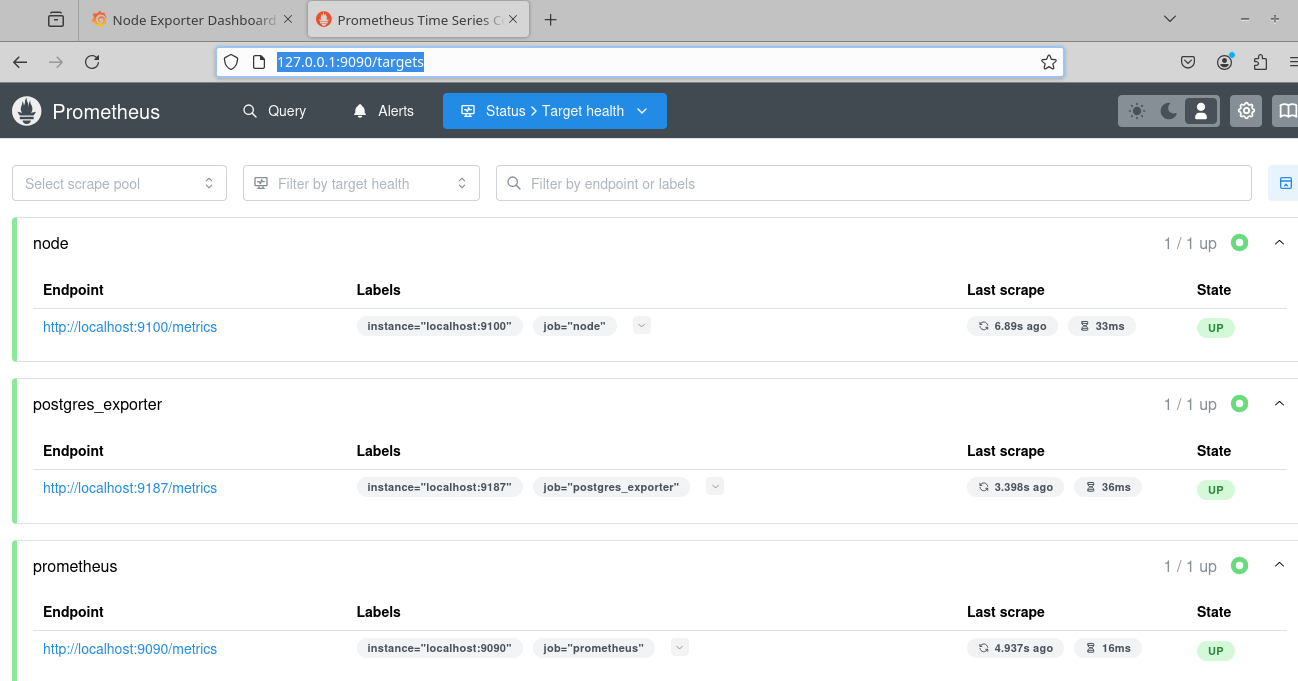 Node Exporter Dashboard
Prometheus Time Series C
127.0.0.1:9090/targets
Prometheus Query Alerts Status > Target health
Select scrape pool Filter by target health Filter by endpoint or labels
node 1 / 1 up
Endpoint Labels Last scrape State
http://localhost:9100/metrics instance="localhost:9100" job="node" 6.89s ago 33ms UP
postgres_exporter 1 / 1 up
Endpoint Labels Last scrape State
http://localhost:9187/metrics instance="localhost:9187" job="postgres_exporter" 3.398s ago 36ms UP
prometheus 1 / 1 up
Endpoint Labels Last scrape State
http://localhost:9090/metrics instance="localhost:9090" job="prometheus" 4.937s ago 16ms UP